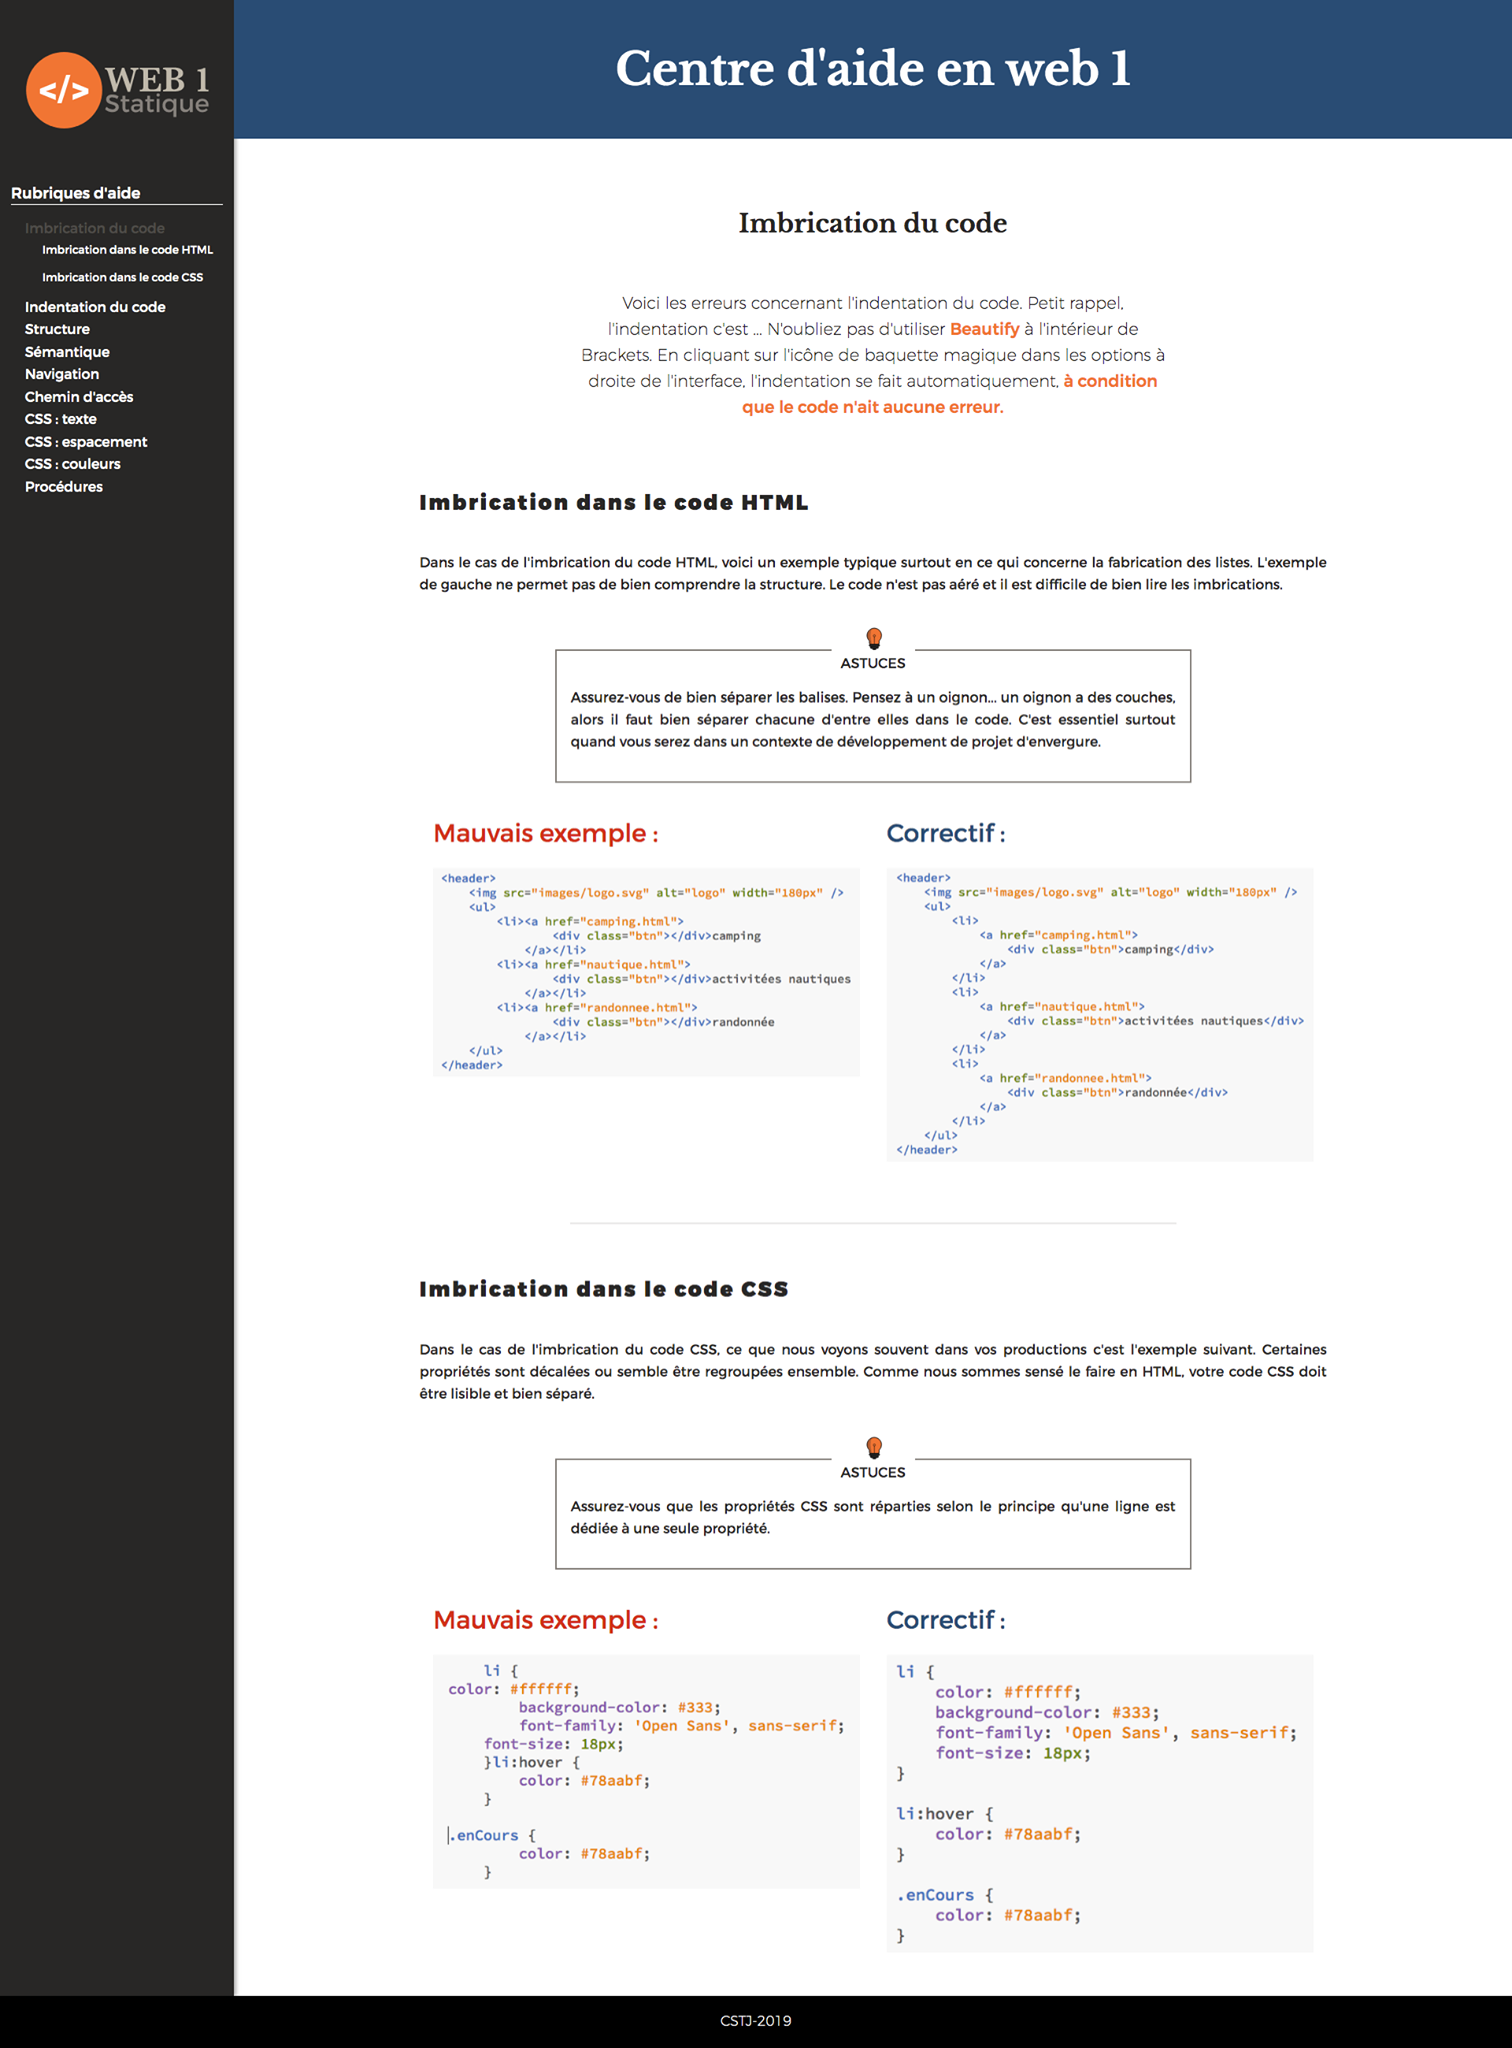 </> WEB 1
Statique
Centre d'aide en web 1
Rubriques d'aide
Imbrication du code
Imbrication dans le code HTML
Imbrication dans le code CSS
Indentation du code
Structure
Sémantique
Navigation
Chemin d'accès
CSS : texte
CSS : espacement
CSS : couleurs
Procédures
Imbrication du code
Voici les erreurs concernant l'indentation du code. Petit rappel,
l'indentation c'est ... N'oubliez pas d'utiliser Beautify à l'intérieur de
Brackets. En cliquant sur l'icône de baquette magique dans les options à
droite de l'interface, l'indentation se fait automatiquement, à condition
que le code n'ait aucune erreur.
Imbrication dans le code HTML
Dans le cas de l'imbrication du code HTML, voici un exemple typique surtout en ce qui concerne la fabrication des listes. L'exemple
de gauche ne permet pas de bien comprendre la structure. Le code n'est pas aéré et il est difficile de bien lire les imbrications.
ASTUCES
Assurez-vous de bien séparer les balises. Pensez à un oignon... un oignon a des couches,
alors il faut bien séparer chacune d'entre elles dans le code. C'est essentiel surtout
quand vous serez dans un contexte de développement de projet d'envergure.
Mauvais exemple :
<header>
<img src="images/logo.svg" alt="logo" width="180px" />
<ul>
<li><a href="camping.html">
<div class="btn"></div>camping
</a></li>
<li><a href="nautique.html">
<div class="btn"></div>activitées nautiques
</a></li>
<li><a href="randonnee.html">
<div class="btn"></div>randonnée
</a></li>
</ul>
</header>
Correctif :
<header>
<img src="images/logo.svg" alt="logo" width="180px" />
<ul>
<li>
<a href="camping.html">
<div class="btn">camping</div>
</a>
</li>
<li>
<a href="nautique.html">
<div class="btn">activitées nautiques</div>
</a>
</li>
<li>
<a href="randonnee.html">
<div class="btn">randonnée</div>
</a>
</li>
</ul>
</header>
Imbrication dans le code CSS
Dans le cas de l'imbrication du code CSS, ce que nous voyons souvent dans vos productions c'est l'exemple suivant. Certaines
propriétés sont décalées ou semble être regroupées ensemble. Comme nous sommes sensé le faire en HTML, votre code CSS doit
être lisible et bien séparé.
ASTUCES
Assurez-vous que les propriétés CSS sont réparties selon le principe qu'une ligne est
dédiée à une seule propriété.
Mauvais exemple :
li {
color: #ffffff;
background-color: #333;
font-family: 'Open Sans', sans-serif;
font-size: 18px;
}li:hover {
color: #78aabf;
}
.enCours {
color: #78aabf;
}
Correctif :
li {
color: #ffffff;
background-color: #333;
font-family: 'Open Sans', sans-serif;
font-size: 18px;
}
li:hover {
color: #78aabf;
}
.enCours {
color: #78aabf;
}
CSTJ-2019